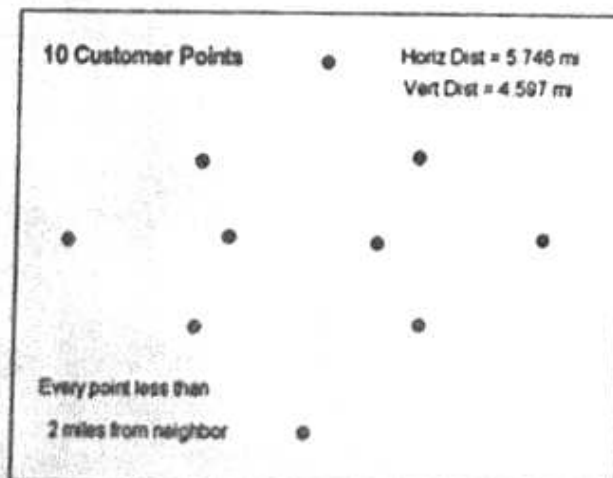 10 Customer Points
Horiz Dist = 5.746 mi
Vert Dist = 4.597 mi
Every point less than
2 miles from neighbor